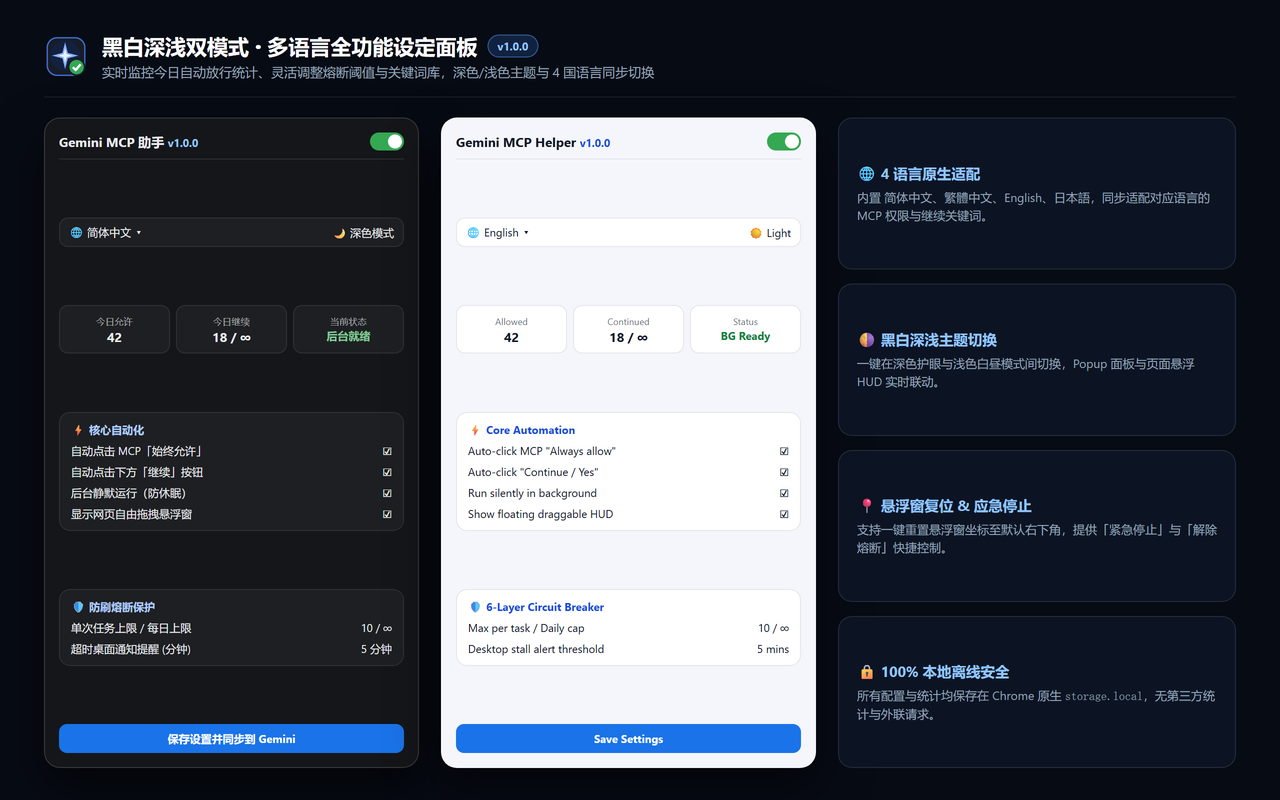 黑白深浅双模式 · 多语言全功能设定面板 v1.0.0
实时监控今日自动放行统计、灵活调整熔断阈值与关键词库，深色/浅色主题与 4 国语言同步切换
Gemini MCP 助手 v1.0.0
简体中文 ▾ 深色模式
今日允许
42
今日继续
18 / ∞
当前状态
后台就绪
核心自动化
自动点击 MCP「始终允许」 ☑
自动点击下方「继续」按钮 ☑
后台静默运行（防休眠） ☑
显示网页自由拖拽悬浮窗 ☑
防刷熔断保护
单次任务上限 / 每日上限 10 / ∞
超时桌面通知提醒 (分钟) 5 分钟
保存设置并同步到 Gemini
Gemini MCP Helper v1.0.0
English ▾ Light
Allowed
42
Continued
18 / ∞
Status
BG Ready
Core Automation
Auto-click MCP "Always allow" ☑
Auto-click "Continue / Yes" ☑
Run silently in background ☑
Show floating draggable HUD ☑
6-Layer Circuit Breaker
Max per task / Daily cap 10 / ∞
Desktop stall alert threshold 5 mins
Save Settings
4 语言原生适配
内置 简体中文、繁體中文、English、日本語，同步适配对应语言的
MCP 权限与继续关键词。
黑白深浅主题切换
一键在深色护眼与浅色白昼模式间切换，Popup 面板与页面悬浮
HUD 实时联动。
悬浮窗复位 & 应急停止
支持一键重置悬浮窗坐标至默认右下角，提供「紧急停止」与「解除
熔断」快捷控制。
100% 本地离线安全
所有配置与统计均保存在 Chrome 原生 storage.local，无第三方统
计与外联请求。